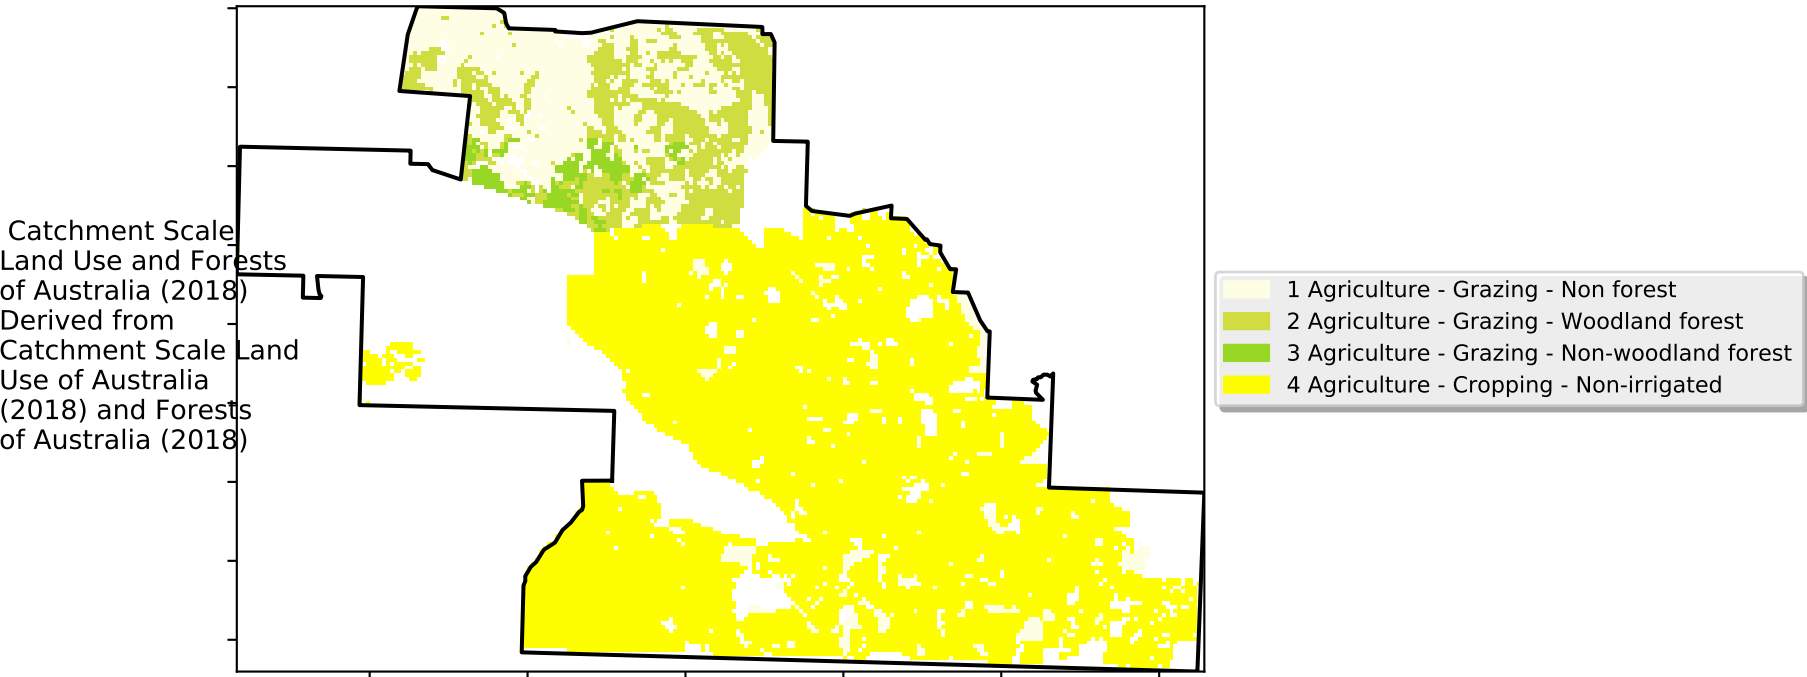 Catchment Scale
Land Use and Forests
of Australia (2018)
Derived from
Catchment Scale Land
Use of Australia
(2018) and Forests
of Australia (2018)
1 Agriculture - Grazing - Non forest
2 Agriculture - Grazing - Woodland forest
3 Agriculture - Grazing - Non-woodland forest
4 Agriculture - Cropping - Non-irrigated